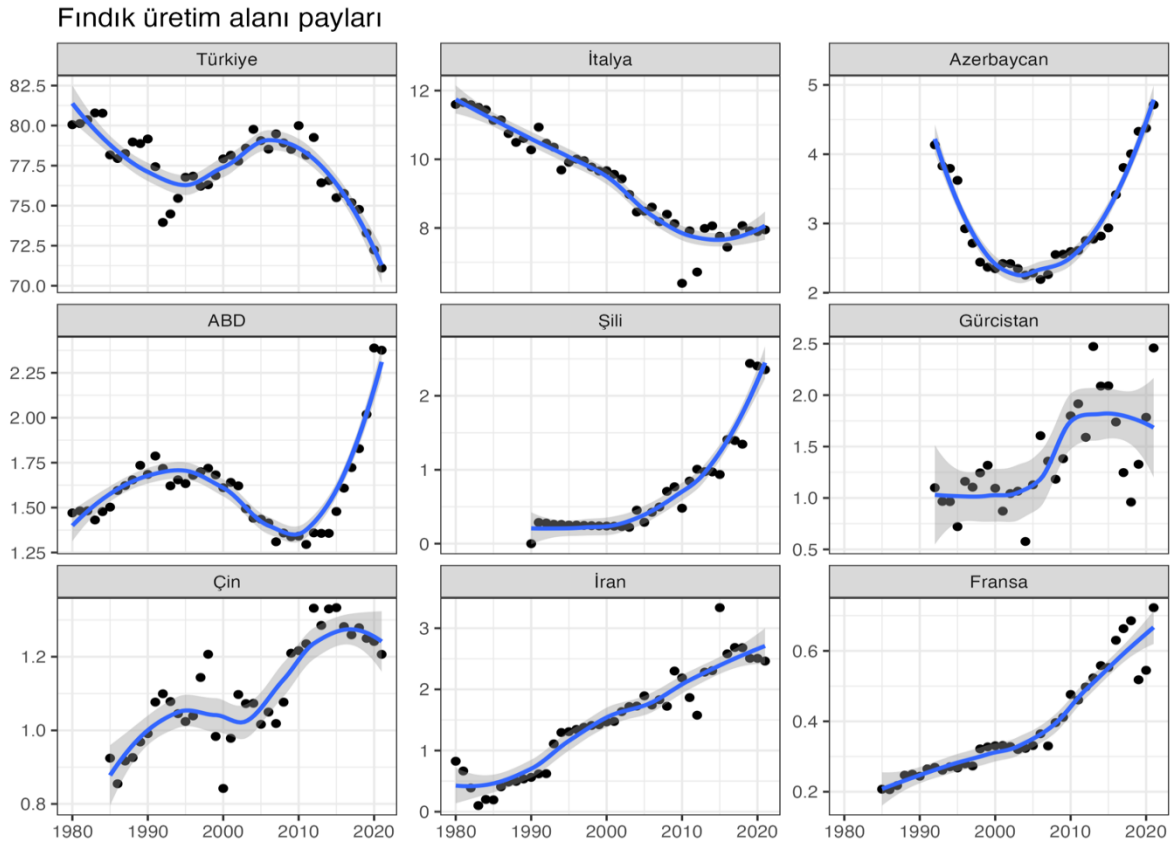 Fındık üretim alanı payları
Türkiye
İtalya
Azerbaycan
82.5
80.0
77.5
75.0
72.5
70.0
12
10
8
5
4
3
2
ABD
Şili
Gürcistan
2.25
2.00
1.75
1.50
1.25
2
1
0
2.5
2.0
1.5
1.0
0.5
Çin
İran
Fransa
1.2
1.0
0.8
3
2
1
0
0.6
0.4
0.2
1980 1990 2000 2010 2020
1980 1990 2000 2010 2020
1980 1990 2000 2010 2020